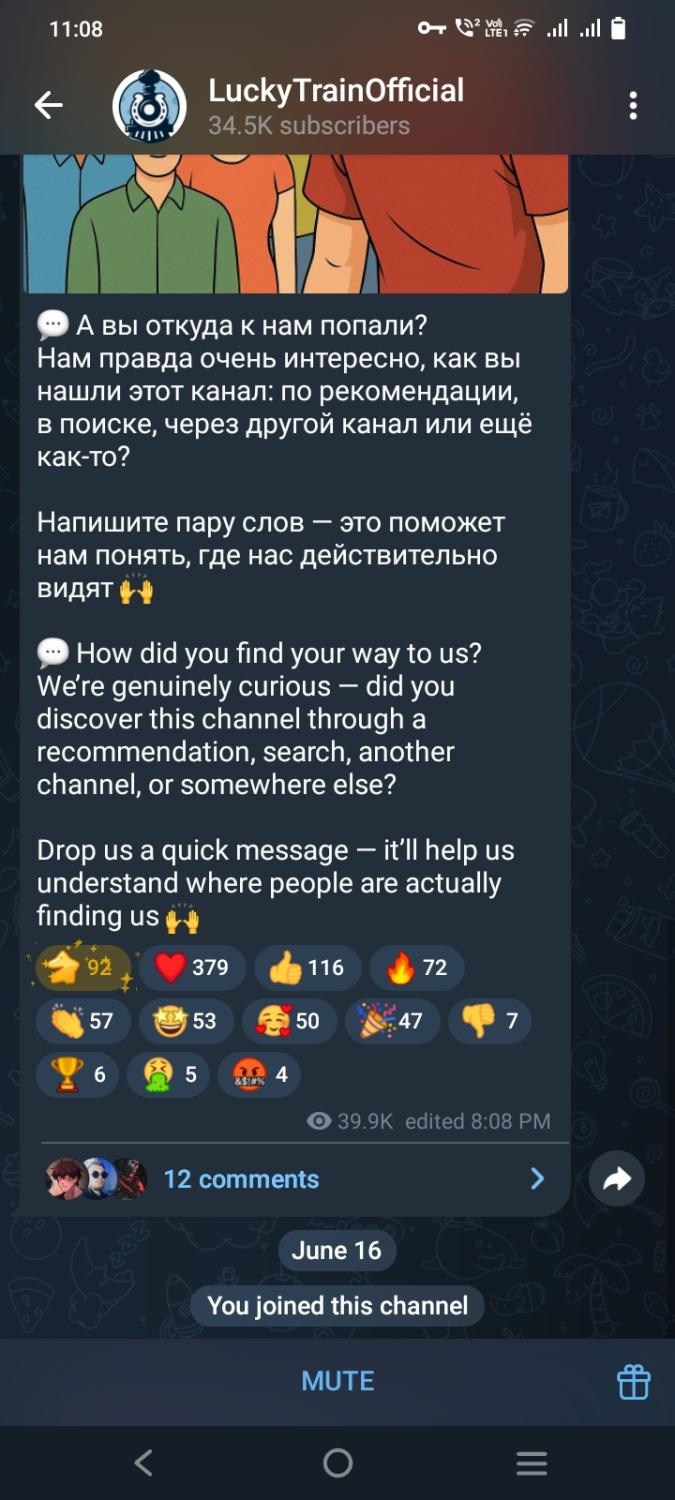 11:08
2
Vo)
LTE1
LuckyTrainOfficial
34.5K subscribers
💬 А вы откуда к нам попали?
Нам правда очень интересно, как вы
нашли этот канал: по рекомендации,
в поиске, через другой канал или ещё
как-то?
Напишите пару слов — это поможет
нам понять, где нас действительно
видят 🙌
💬 How did you find your way to us?
We’re genuinely curious — did you
discover this channel through a
recommendation, search, another
channel, or somewhere else?
Drop us a quick message — it’ll help us
understand where people are actually
finding us 🙌
⭐ 92 ❤️ 379 👍 116 🔥 72
👏 57 🤩 53 🥰 50 🎉 47 👎 7
🏆 6 🤮 5 🤬 4
39.9K edited 8:08 PM
12 comments
June 16
You joined this channel
MUTE